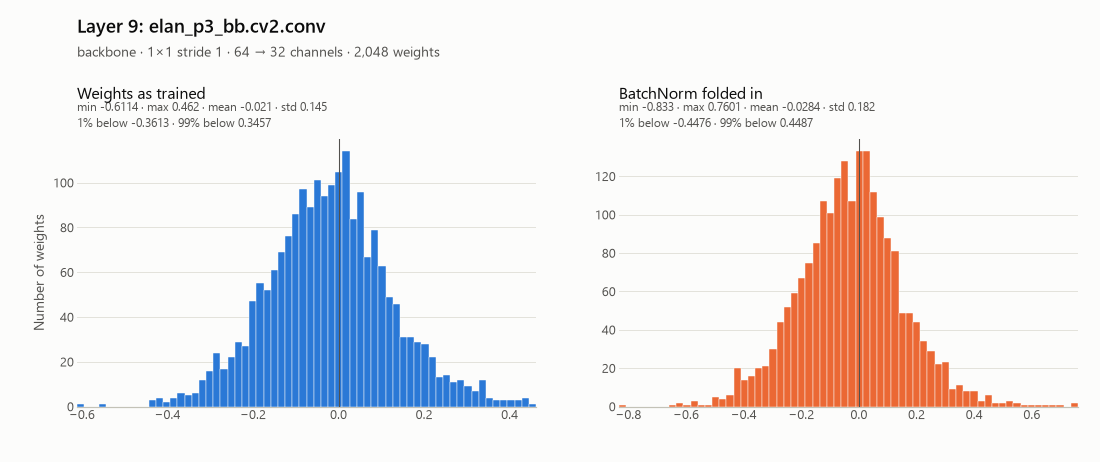 Layer 9: elan_p3_bb.cv2.conv
backbone · 1×1 stride 1 · 64 → 32 channels · 2,048 weights
Weights as trained
min -0.6114 · max 0.462 · mean -0.021 · std 0.145
1% below -0.3613 · 99% below 0.3457
Number of weights
100
80
60
40
20
0
−0.6 −0.4 −0.2 0.0 0.2 0.4
BatchNorm folded in
min -0.833 · max 0.7601 · mean -0.0284 · std 0.182
1% below -0.4476 · 99% below 0.4487
120
100
80
60
40
20
0
−0.8 −0.6 −0.4 −0.2 0.0 0.2 0.4 0.6